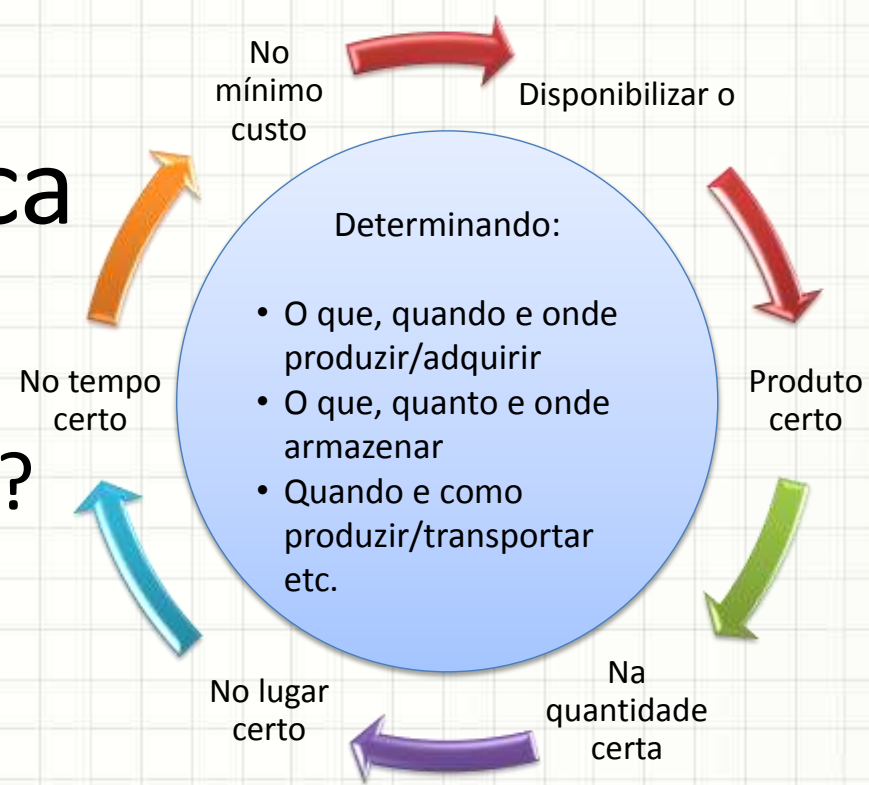 ca
?
No
mínimo
custo
Disponibilizar o
Produto
certo
Na
quantidade
certa
No lugar
certo
No tempo
certo
Determinando:
• O que, quando e onde
produzir/adquirir
• O que, quanto e onde
armazenar
• Quando e como
produzir/transportar
etc.